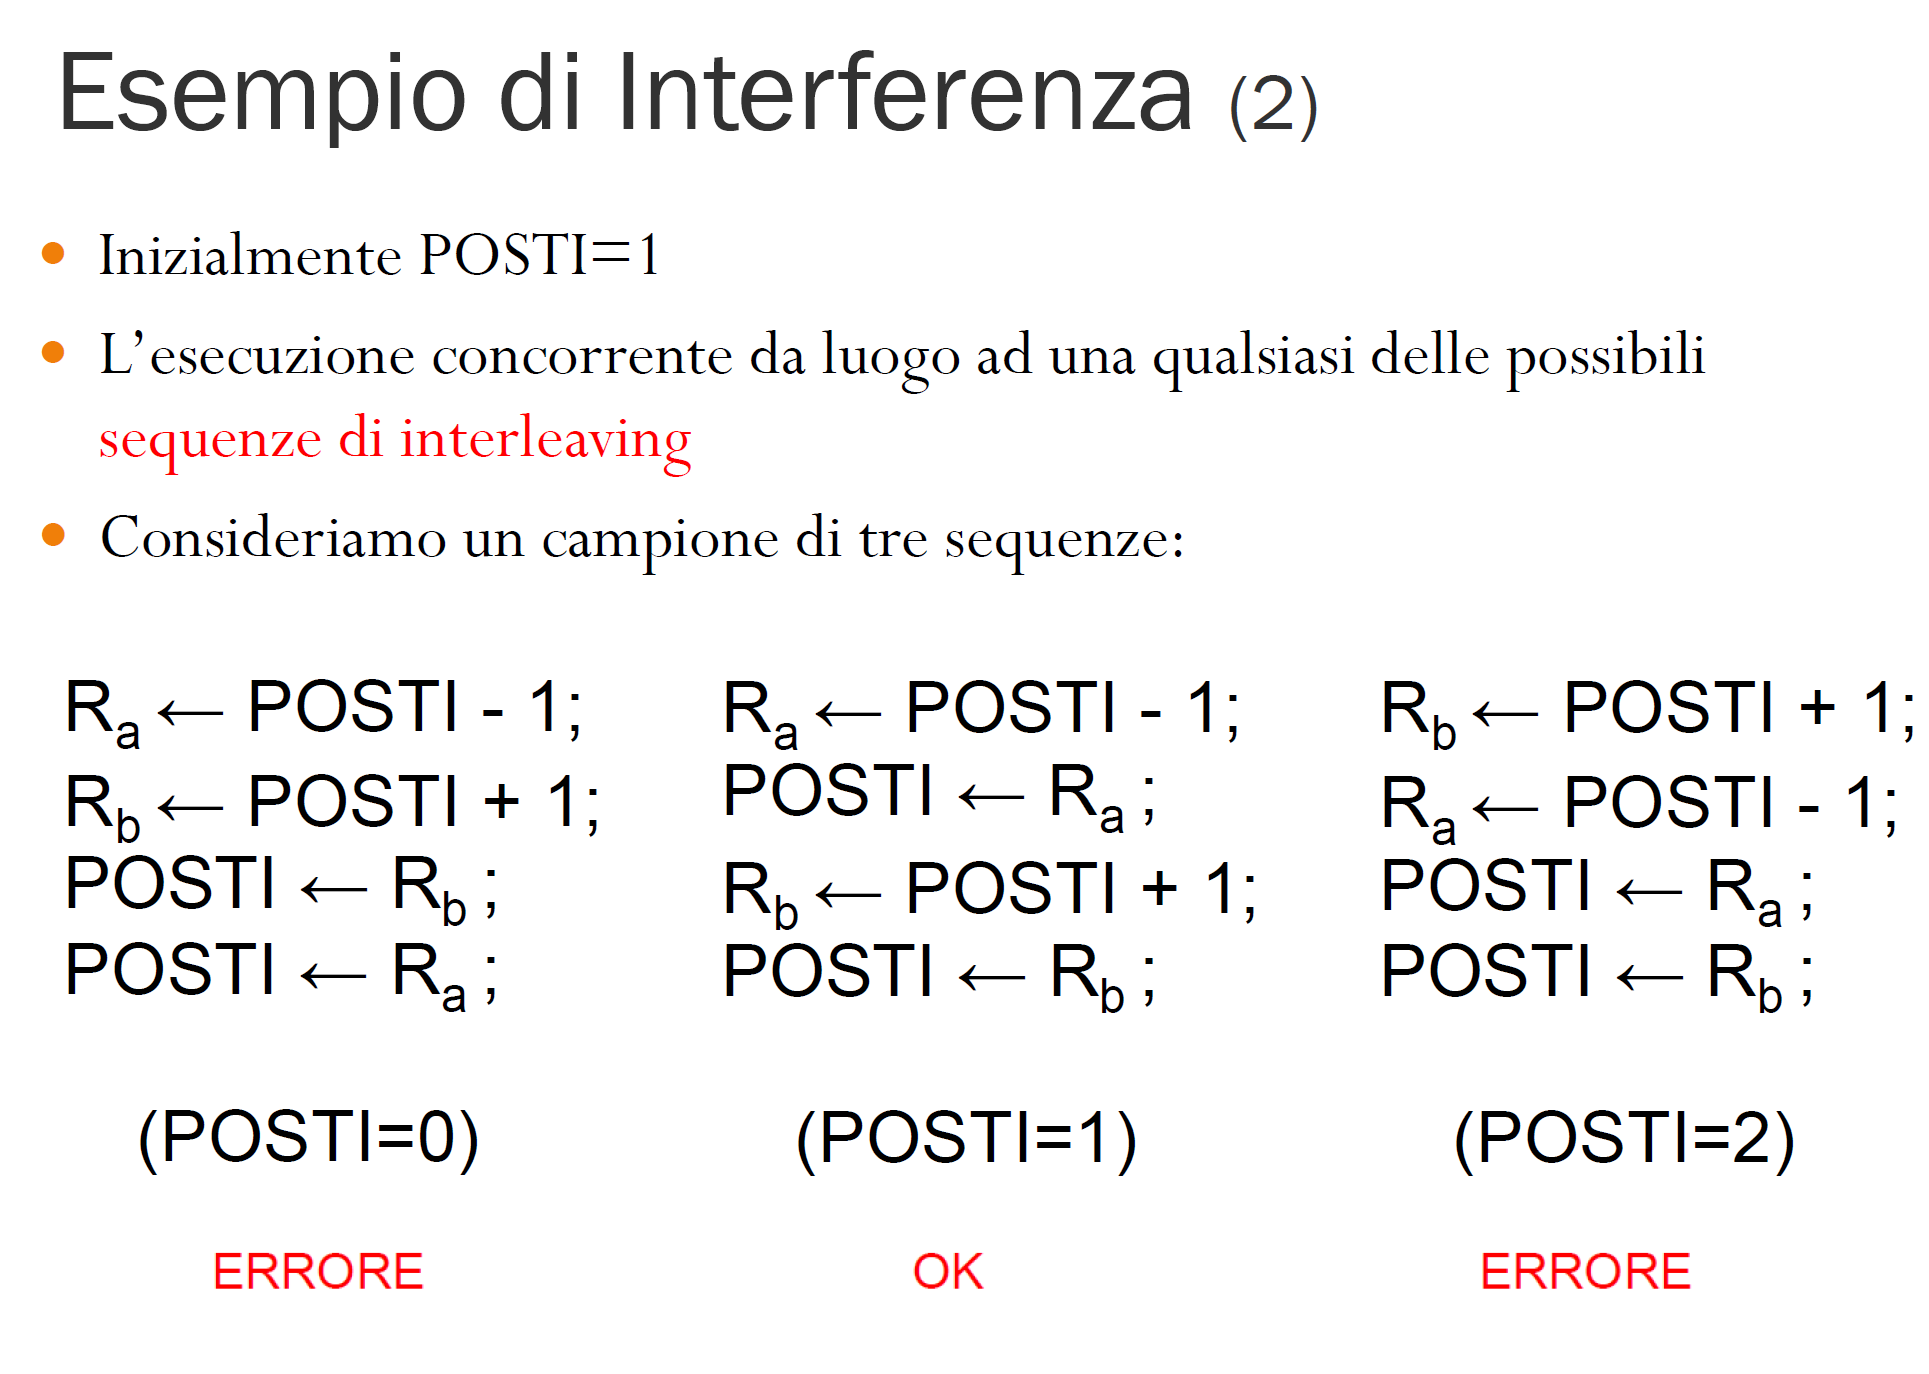 Esempio di Interferenza (2)
• Inizialmente POSTI=1
• L’esecuzione concorrente da luogo ad una qualsiasi delle possibili
sequenze di interleaving
• Consideriamo un campione di tre sequenze:
Ra ← POSTI - 1;
Rb ← POSTI + 1;
POSTI ← Rb ;
POSTI ← Ra ;
(POSTI=0)
ERRORE
Ra ← POSTI - 1;
POSTI ← Ra ;
Rb ← POSTI + 1;
POSTI ← Rb ;
(POSTI=1)
OK
Rb ← POSTI + 1;
Ra ← POSTI - 1;
POSTI ← Ra ;
POSTI ← Rb ;
(POSTI=2)
ERRORE